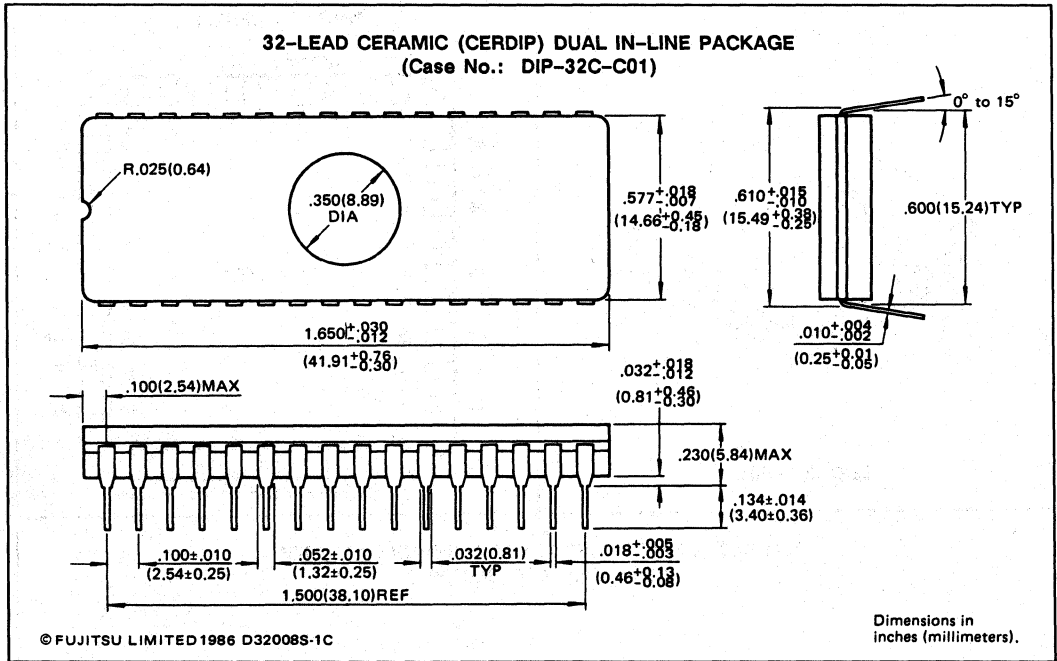 32-LEAD CERAMIC (CERDIP) DUAL IN-LINE PACKAGE
(Case No.: DIP-32C-C01)
R.025(0.64)
.350(8.89)
DIA
.577+.018-.007
(14.66+0.45-0.18)
.610+.015-.010
(15.49+0.38-0.25)
0° to 15°
.600(15.24)TYP
1.650+.030-.012
(41.91+0.76-0.30)
.010+.004-.002
(0.25+0.01-0.05)
.100(2.54)MAX
.032+.018-.012
(0.81+0.46-0.30)
.230(5.84)MAX
.134±.014
(3.40±0.36)
.100±.010
(2.54±0.25)
.052±.010
(1.32±0.25)
.032(0.81)
TYP
.018+.005-.003
(0.46+0.13-0.08)
1.500(38.10)REF
©FUJITSU LIMITED 1986 D32008S-1C
Dimensions in
inches (millimeters).